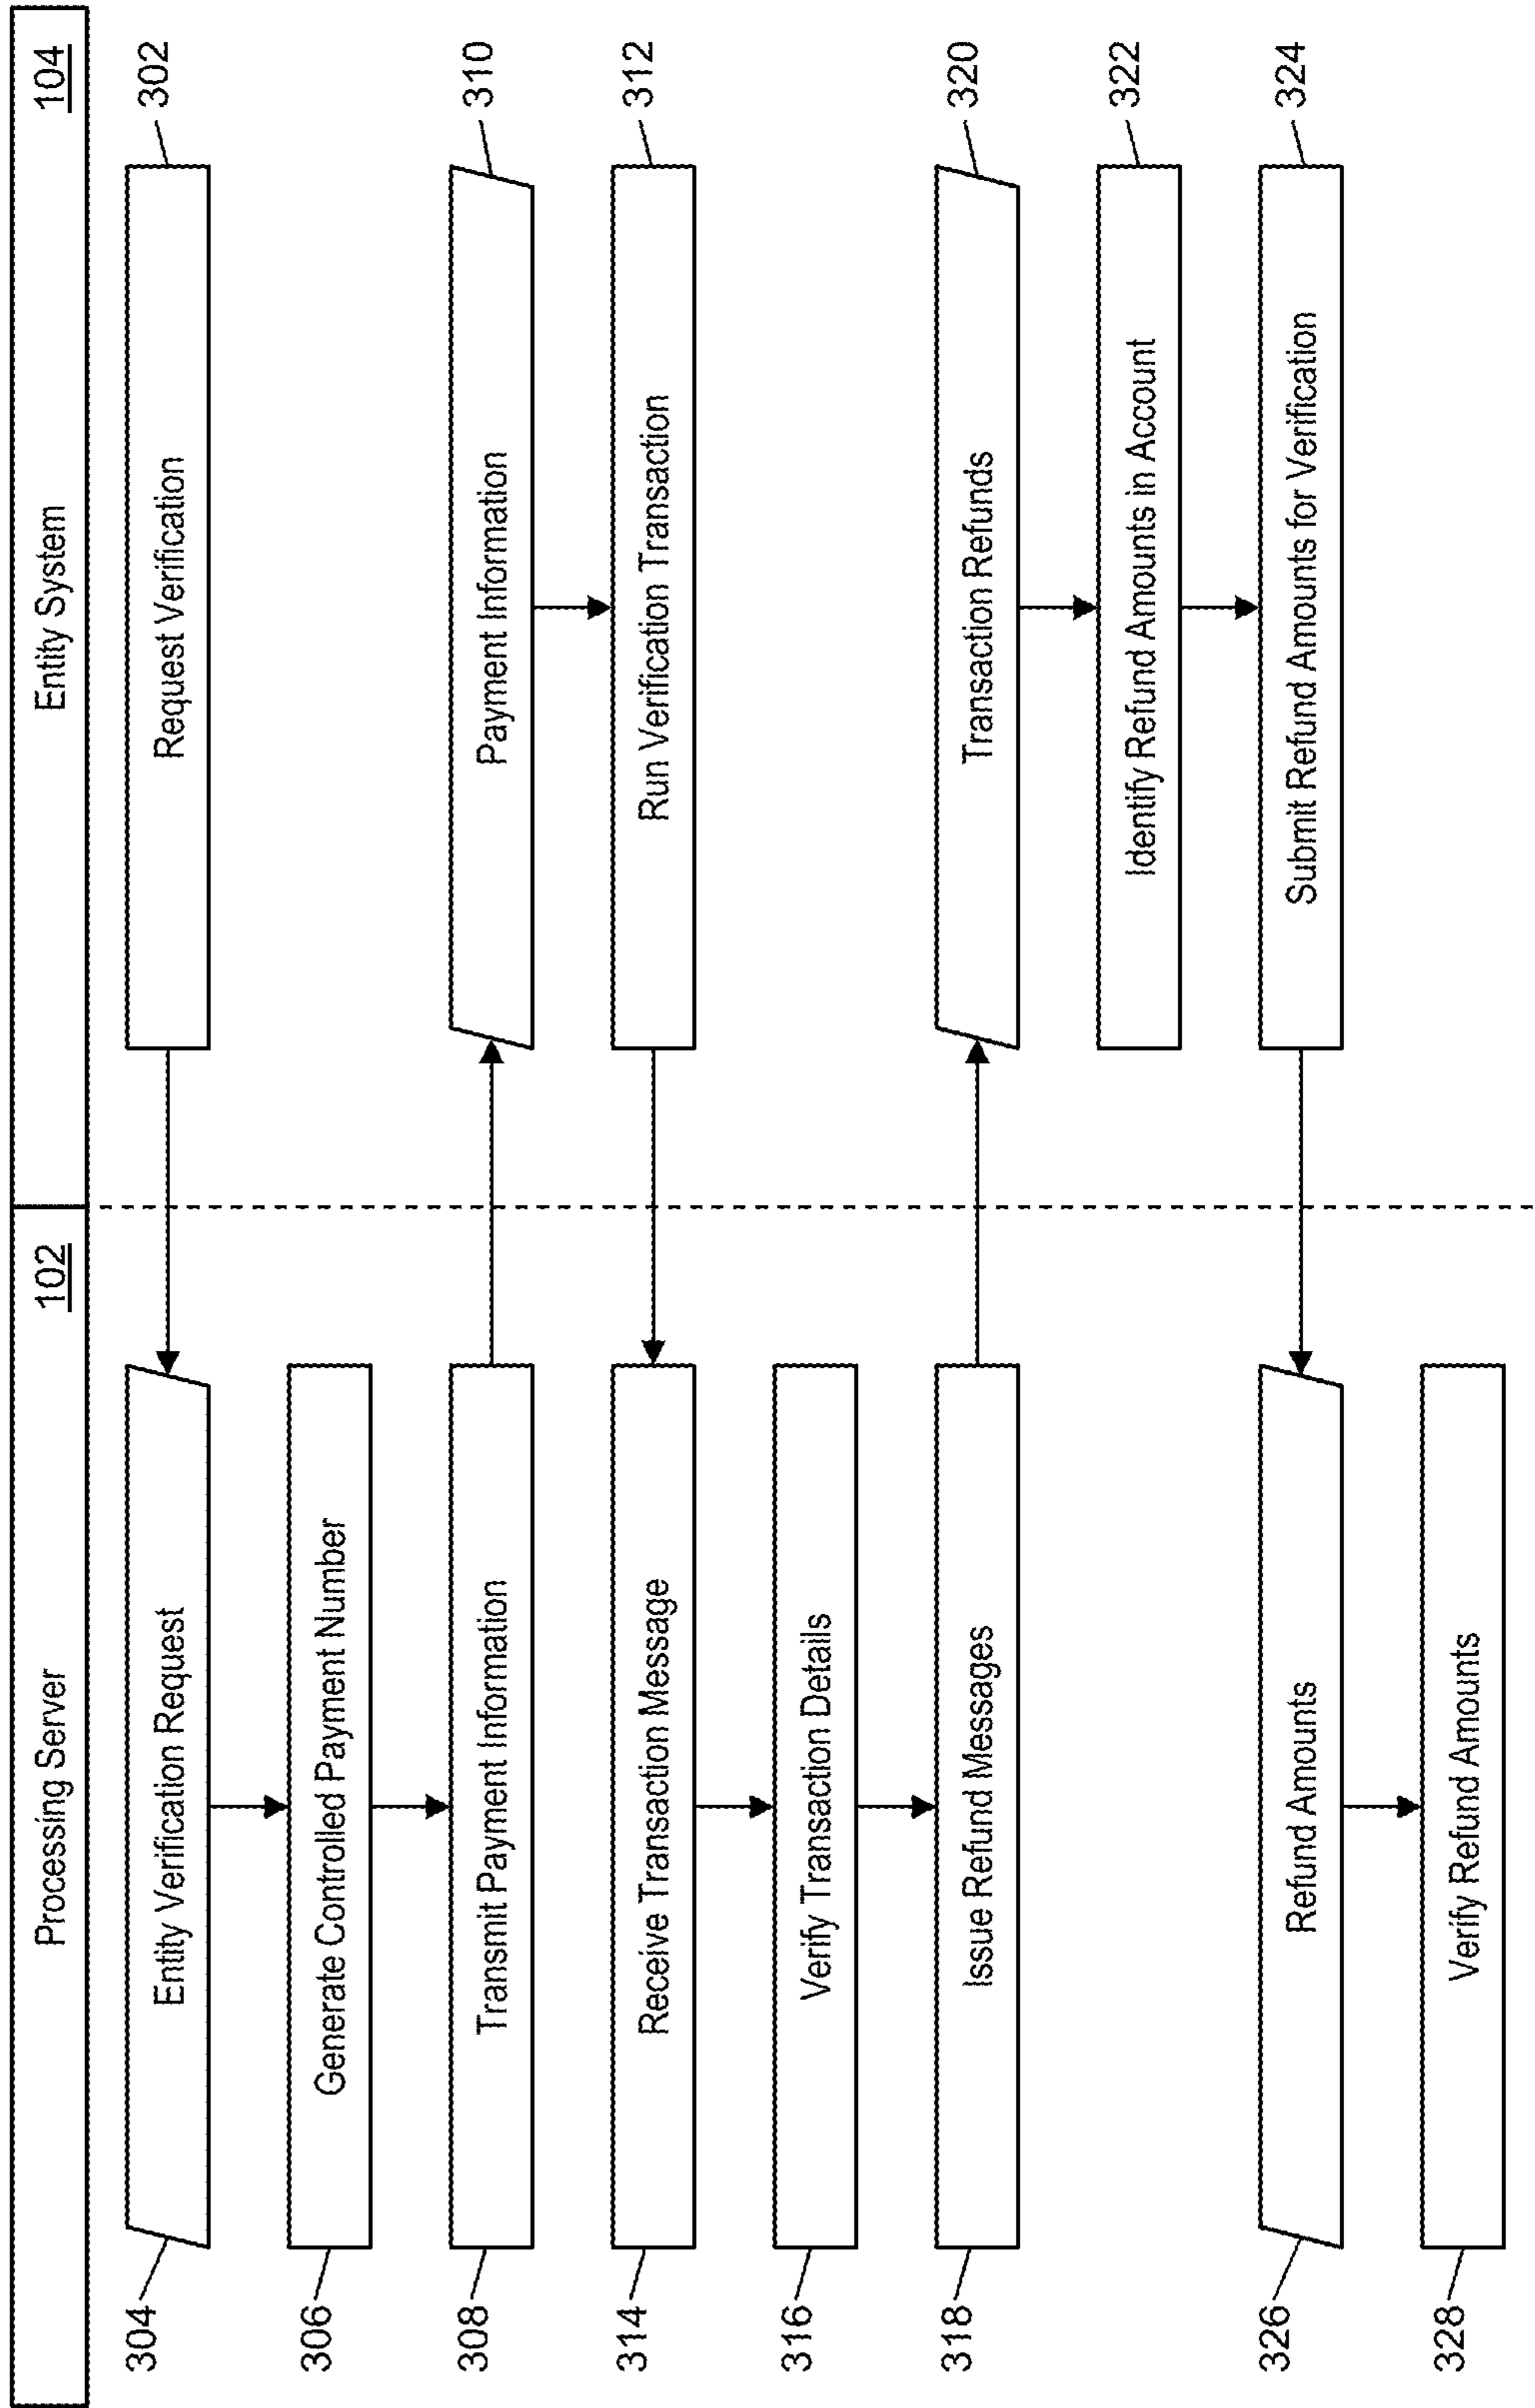 Processing Server 102
Entity System 104
304 Entity Verification Request
Request Verification 302
306 Generate Controlled Payment Number
308 Transmit Payment Information
Payment Information 310
314 Receive Transaction Message
Run Verification Transaction 312
316 Verify Transaction Details
318 Issue Refund Messages
Transaction Refunds 320
Identify Refund Amounts in Account 322
326 Refund Amounts
Submit Refund Amounts for Verification 324
328 Verify Refund Amounts